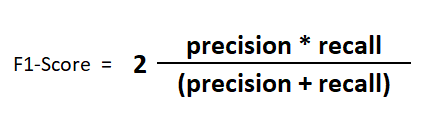 F1-Score = 2 precision * recall
(precision + recall)